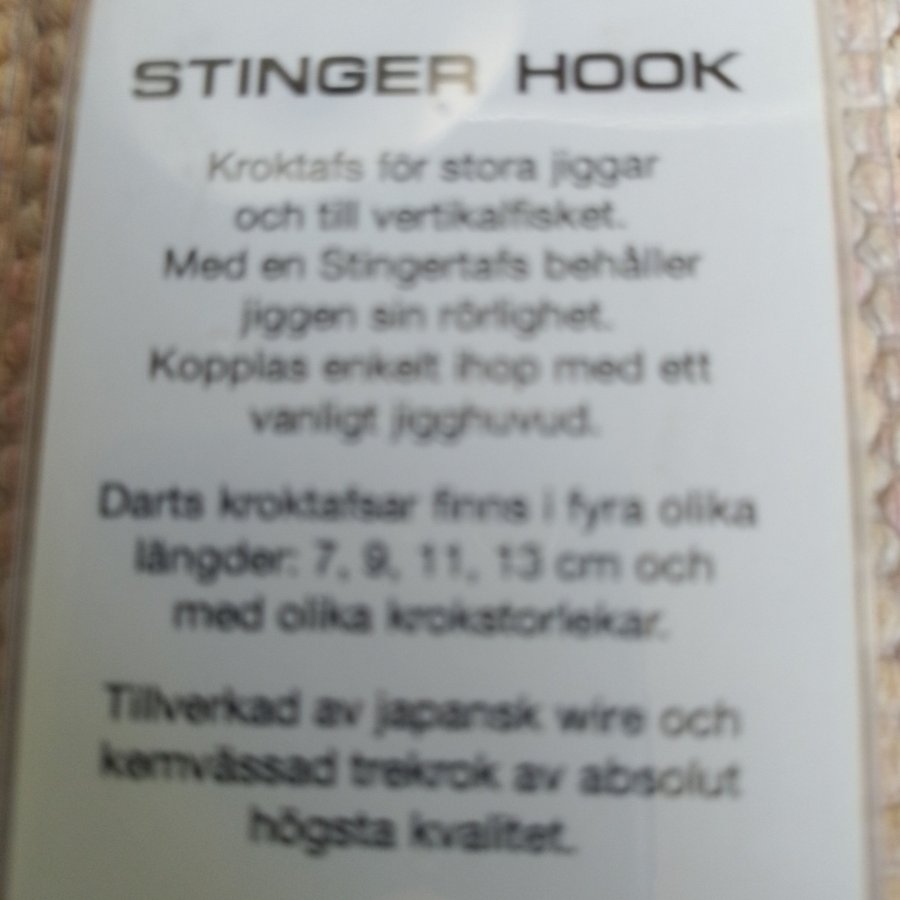 STINGER HOOK
Kroktafs för stora jiggar
och till vertikalfisket.
Med en Stingertafs behåller
jiggen sin rörlighet.
Kopplas enkelt ihop med ett
vanligt jigghuvud.
Darts kroktafsar finns i fyra olika
längder: 7, 9, 11, 13 cm och
med olika krokstorlekar.
Tillverkad av japansk wire och
kemvässad trekrok av absolut
högsta kvalitet.